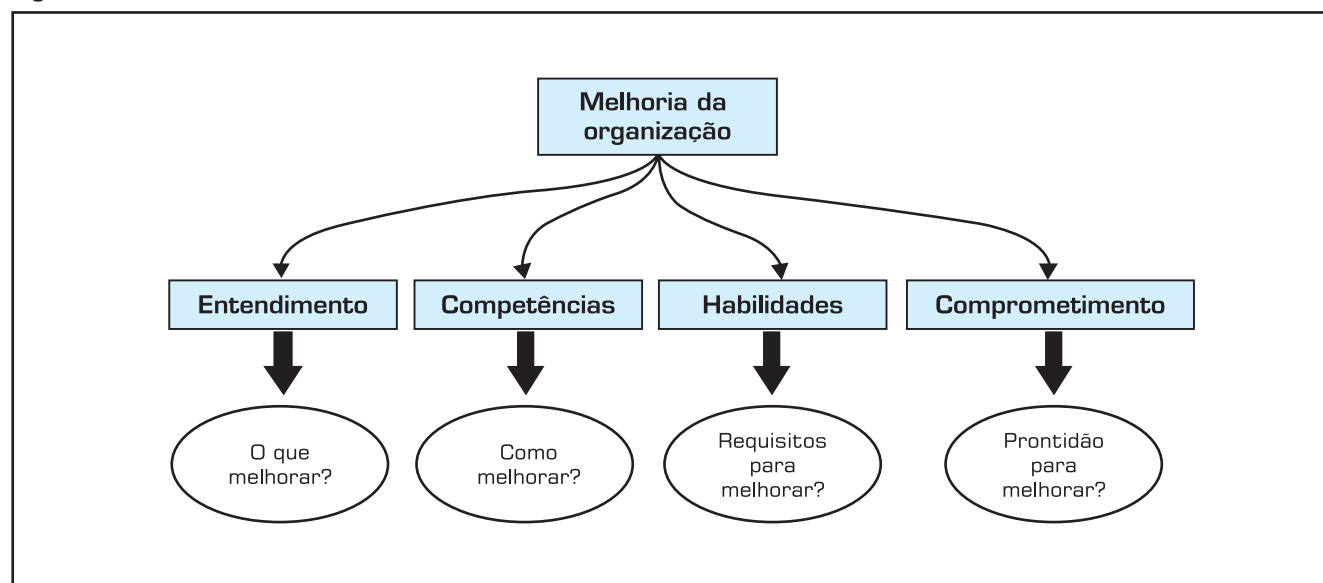 Melhoria da
organização
Entendimento
Competências
Habilidades
Comprometimento
O que
melhorar?
Como
melhorar?
Requisitos
para
melhorar?
Prontidão
para
melhorar?